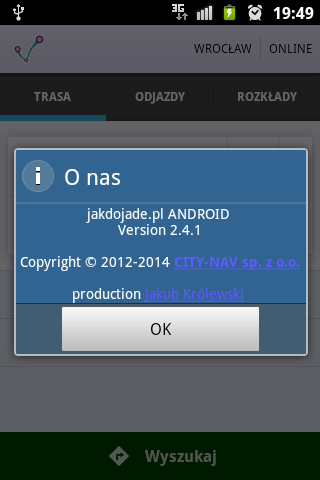 3G 19:49
WROCŁAW ONLINE
TRASA ODJAZDY ROZKŁADY
O nas
jakdojade.pl ANDROID
Version 2.4.1
Copyright © 2012-2014 CITY-NAV sp. z o.o.
production Jakub Królewski
OK
Wyszukaj